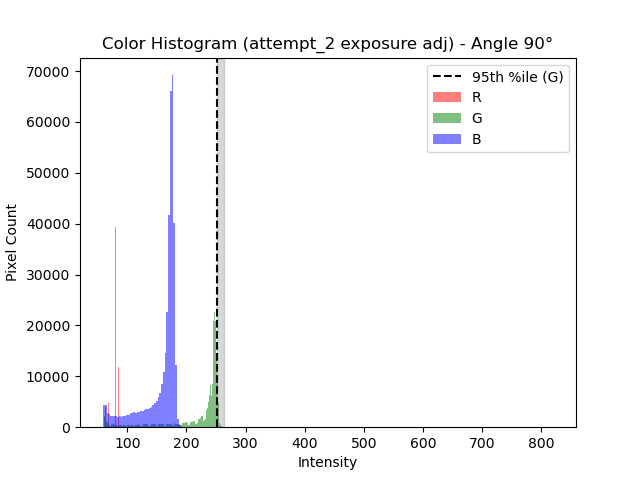 Color Histogram (attempt_2 exposure adj) - Angle 90°
70000
60000
50000
40000
30000
20000
10000
0
Pixel Count
95th %ile (G)
R
G
B
100 200 300 400 500 600 700 800
Intensity